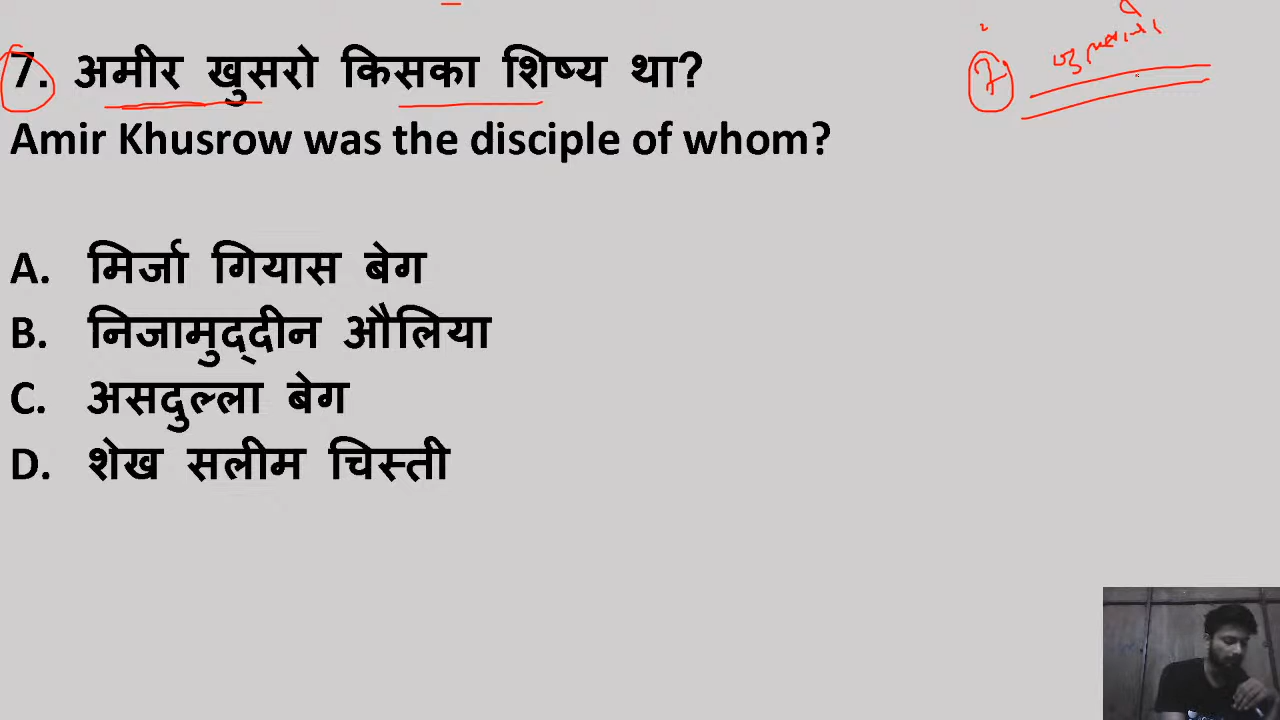 7. अमीर खुसरो किसका शिष्य था?
Amir Khusrow was the disciple of whom?
A. मिर्जा गियास बेग
B. निजामुद्दीन औलिया
C. असदुल्ला बेग
D. शेख सलीम चिस्ती